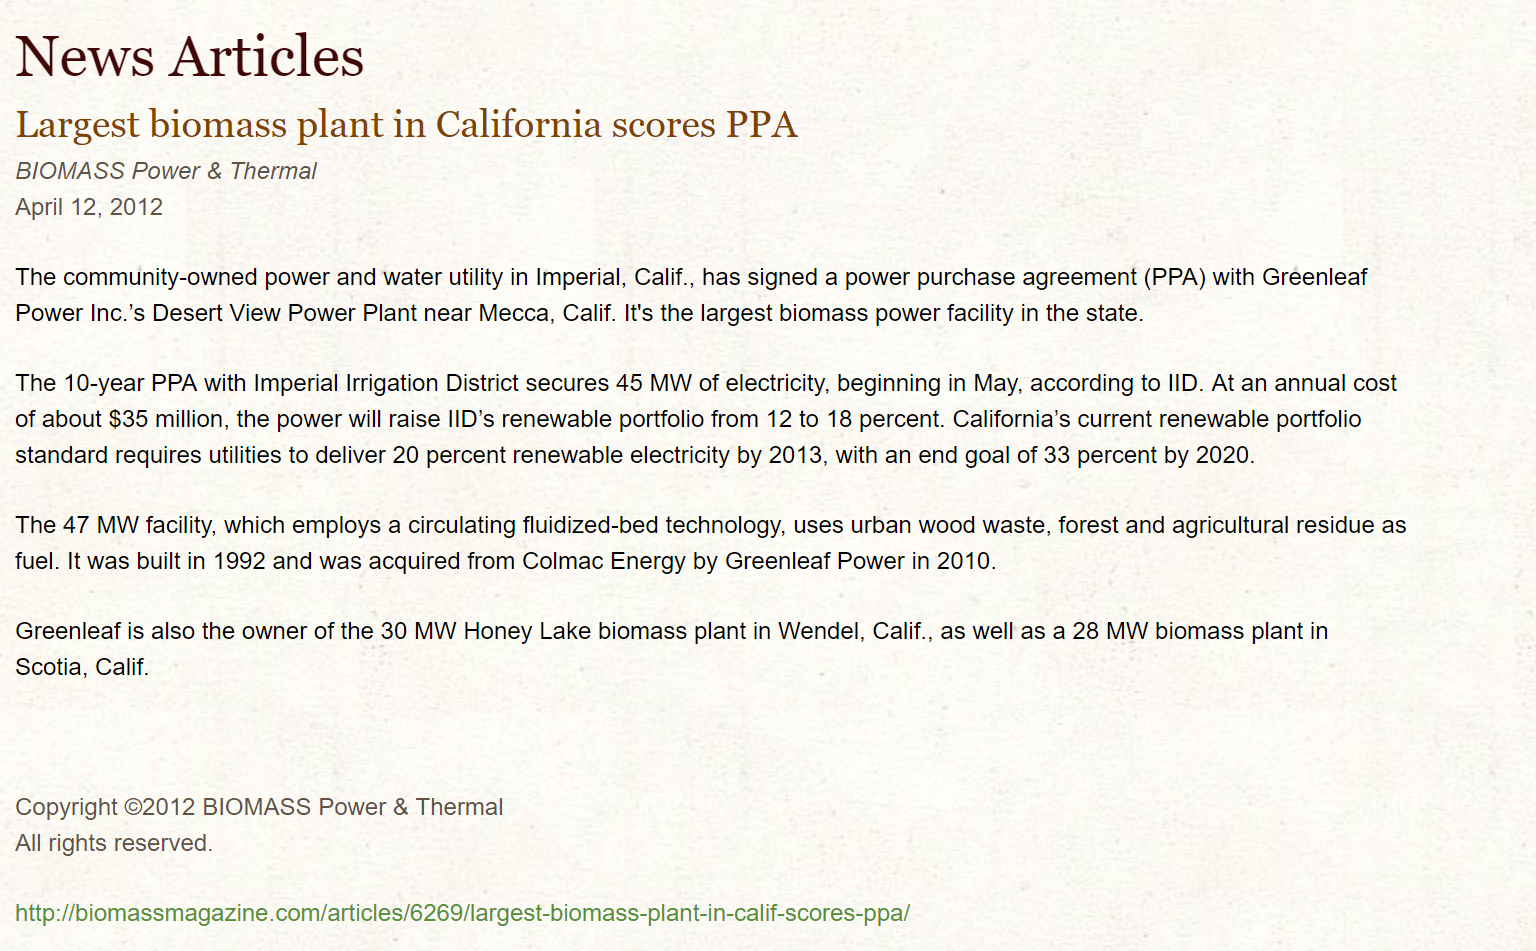 News Articles
Largest biomass plant in California scores PPA
BIOMASS Power & Thermal
April 12, 2012
The community-owned power and water utility in Imperial, Calif., has signed a power purchase agreement (PPA) with Greenleaf
Power Inc.’s Desert View Power Plant near Mecca, Calif. It's the largest biomass power facility in the state.
The 10-year PPA with Imperial Irrigation District secures 45 MW of electricity, beginning in May, according to IID. At an annual cost
of about $35 million, the power will raise IID’s renewable portfolio from 12 to 18 percent. California’s current renewable portfolio
standard requires utilities to deliver 20 percent renewable electricity by 2013, with an end goal of 33 percent by 2020.
The 47 MW facility, which employs a circulating fluidized-bed technology, uses urban wood waste, forest and agricultural residue as
fuel. It was built in 1992 and was acquired from Colmac Energy by Greenleaf Power in 2010.
Greenleaf is also the owner of the 30 MW Honey Lake biomass plant in Wendel, Calif., as well as a 28 MW biomass plant in
Scotia, Calif.
Copyright ©2012 BIOMASS Power & Thermal
All rights reserved.
http://biomassmagazine.com/articles/6269/largest-biomass-plant-in-calif-scores-ppa/